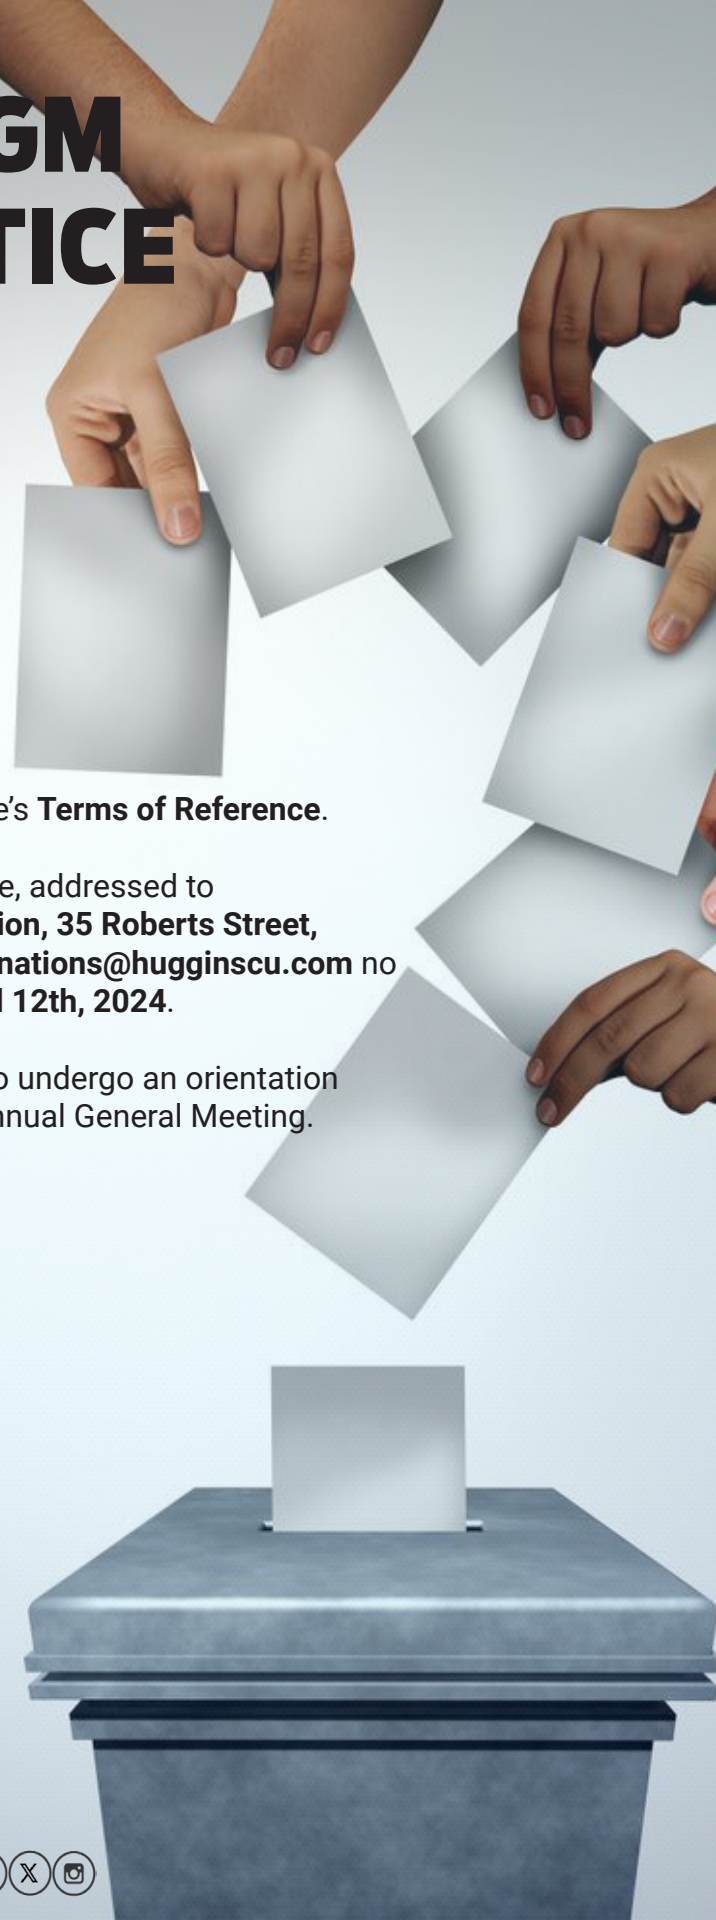 GM
TICE
e’s Terms of Reference.
e, addressed to
ion, 35 Roberts Street,
nations@hugginscu.com no
12th, 2024.
o undergo an orientation
nnual General Meeting.